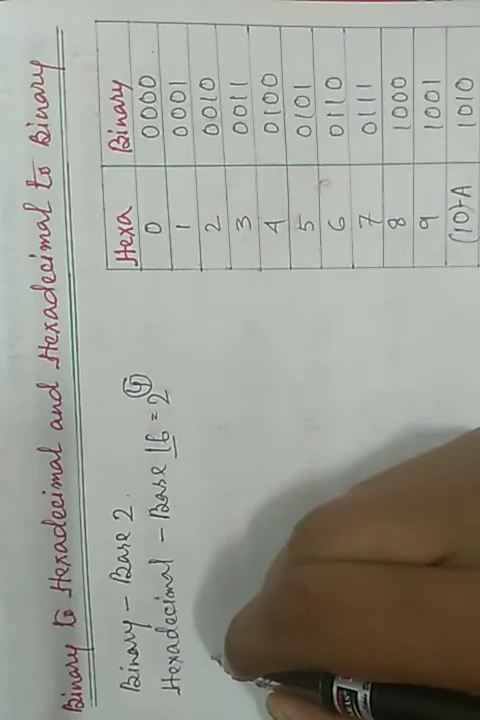 Binary to Hexadecimal and Hexadecimal to Binary
Binary - Base 2.
Hexadecimal - Base 16 = 2^4
Hexa Binary
0 0000
1 0001
2 0010
3 0011
4 0100
5 0101
6 0110
7 0111
8 1000
9 1001
(10)-A 1010